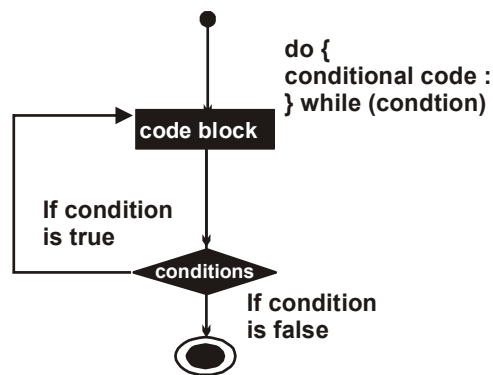 do {
conditional code :
} while (condtion)
code block
If condition
is true
conditions
If condition
is false